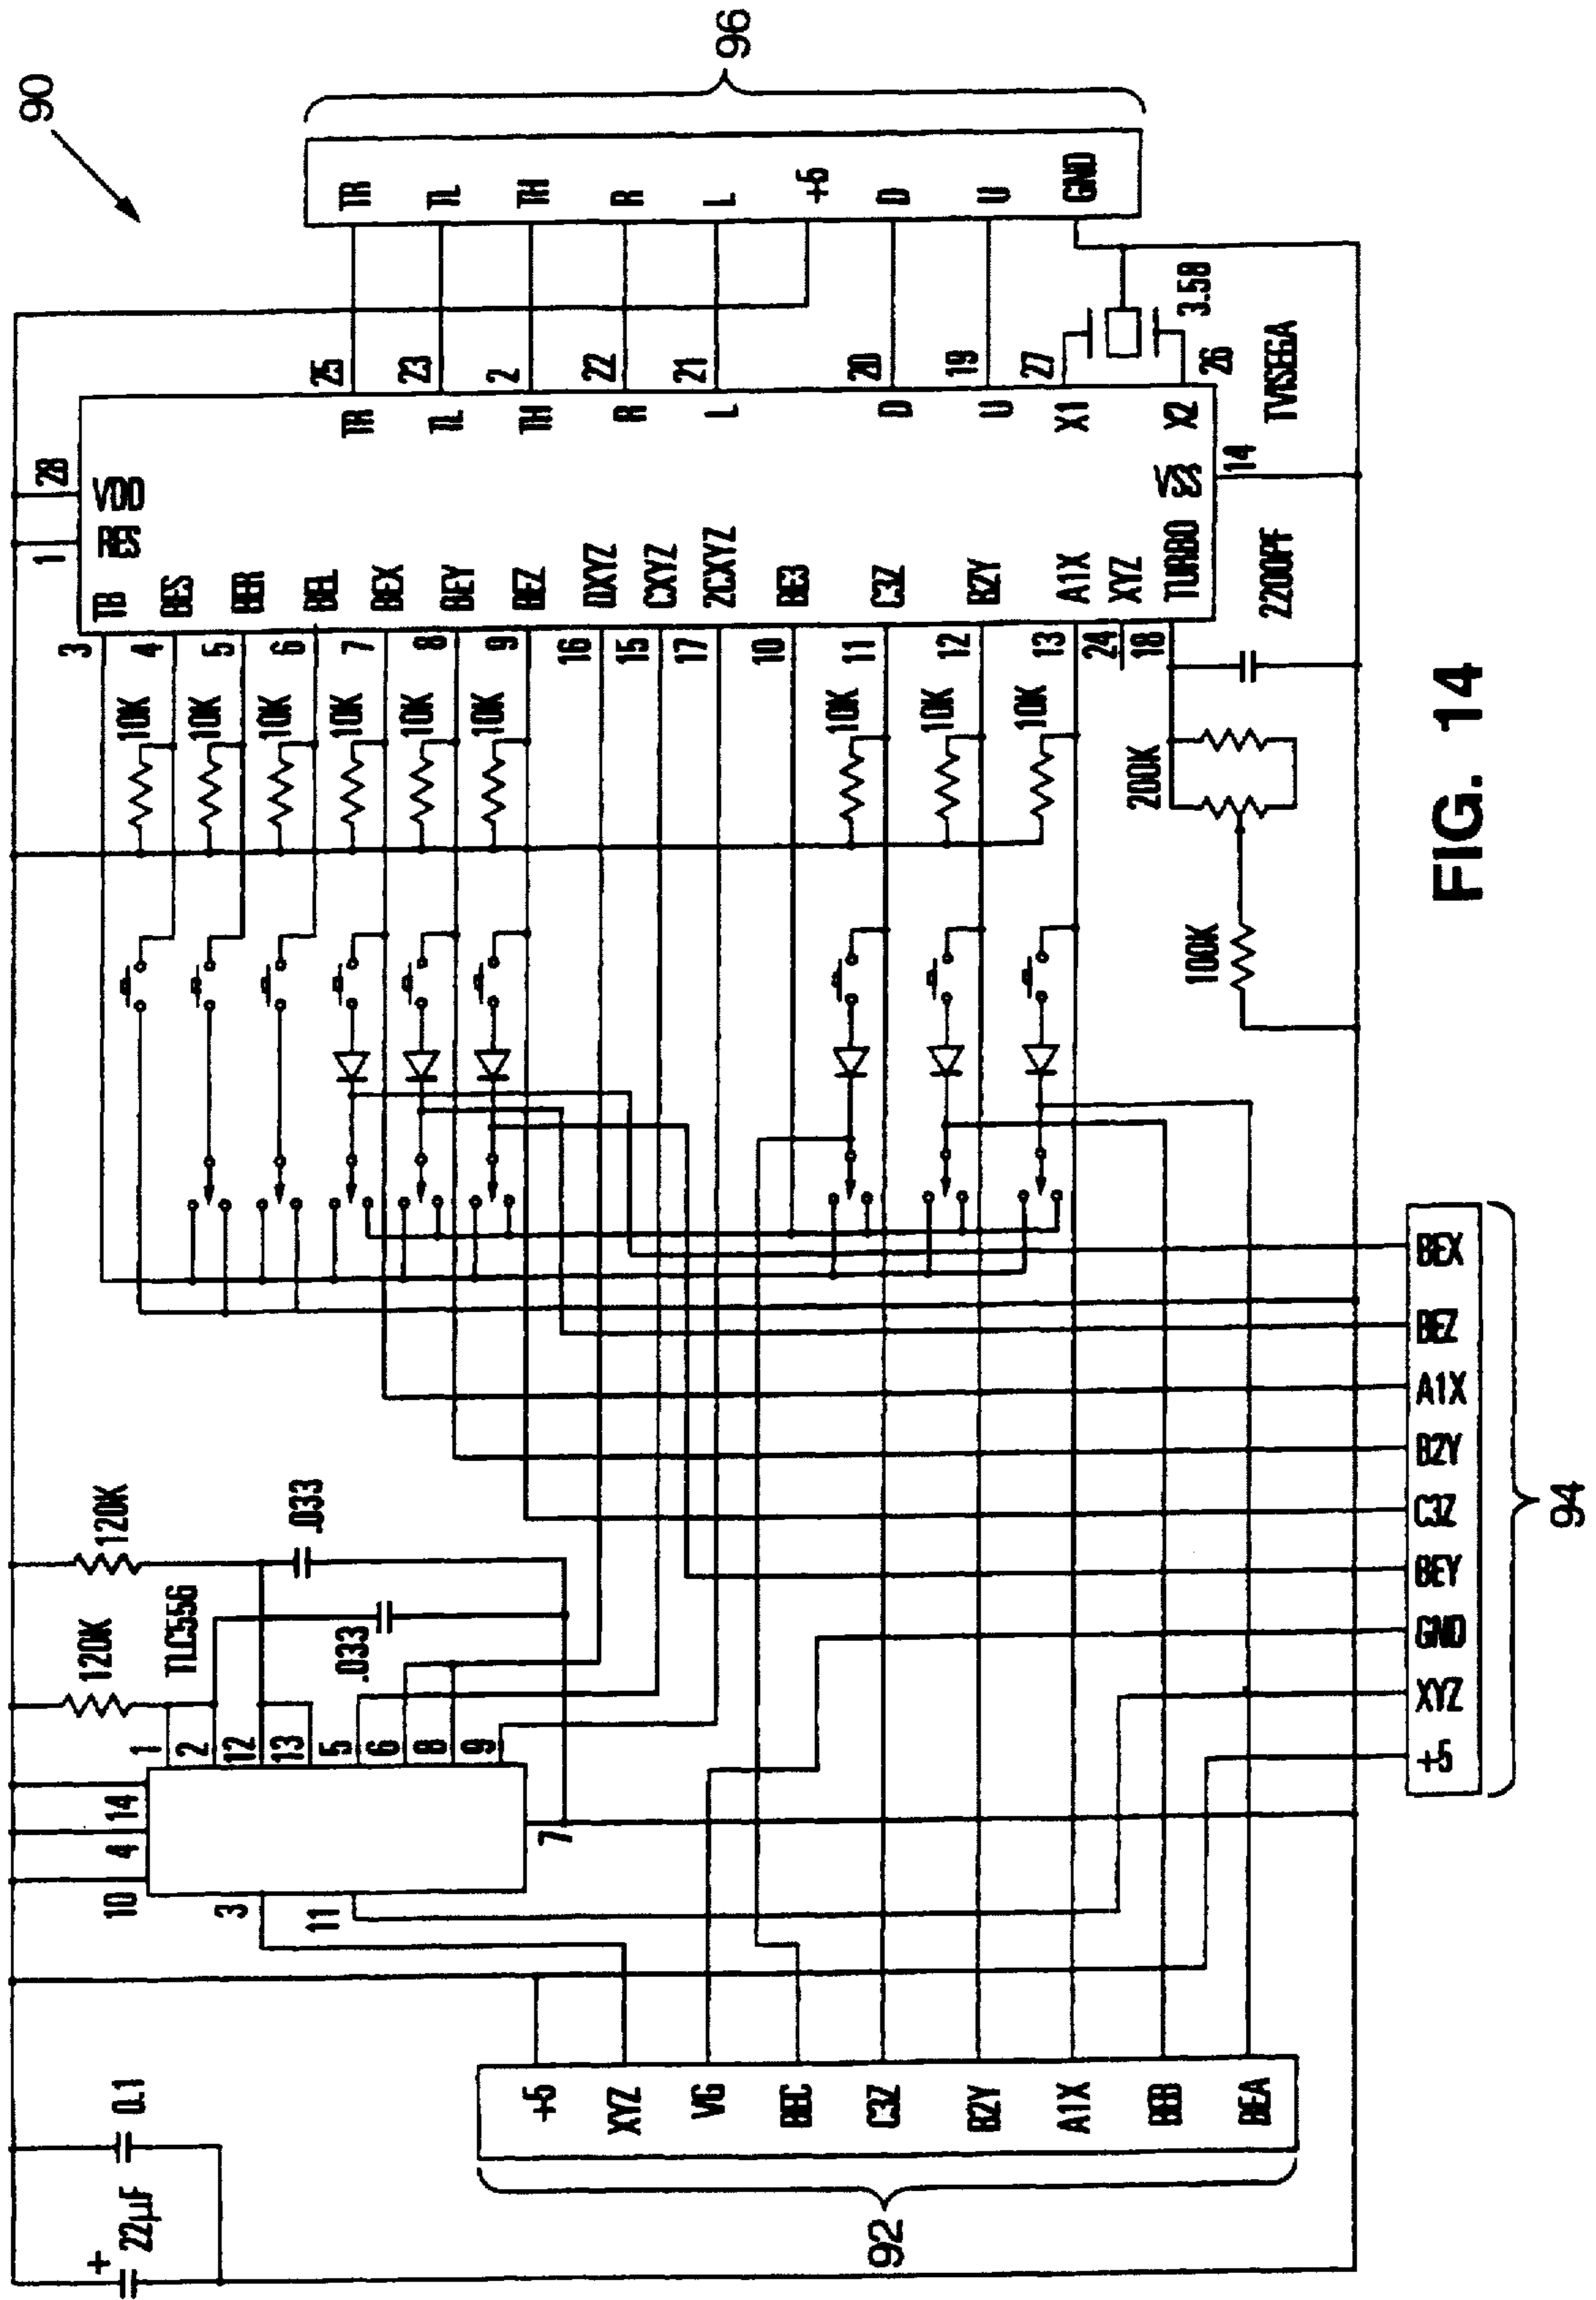 90
96
TR
TL
TH
R
L
+5
D
U
GND
25
23
2
22
21
20
19
27
3.58
26
28
1
VDD
RES
TR
TL
TH
R
L
D
U
X1
X2
TVISEGA
14
VSS
TB
BES
BER
BEL
BEX
BEY
BEZ
DXYZ
CXYZ
2CXYZ
BE3
C3Z
B2Y
A1X
XYZ
TURBO
3
4
5
6
7
8
9
16
15
17
10
11
12
13
24
18
2200PF
10K
10K
10K
10K
10K
10K
10K
10K
10K
200K
100K
120K
.033
120K
TLC556
.033
1
2
12
13
5
6
8
9
14
4
10
7
3
11
BEX
BEZ
A1X
B2Y
C3Z
BEY
GND
XYZ
+5
94
0.1
+
22µF
+5
XYZ
VG
BEC
C3Z
B2Y
A1X
BEB
BEA
92
FIG. 14